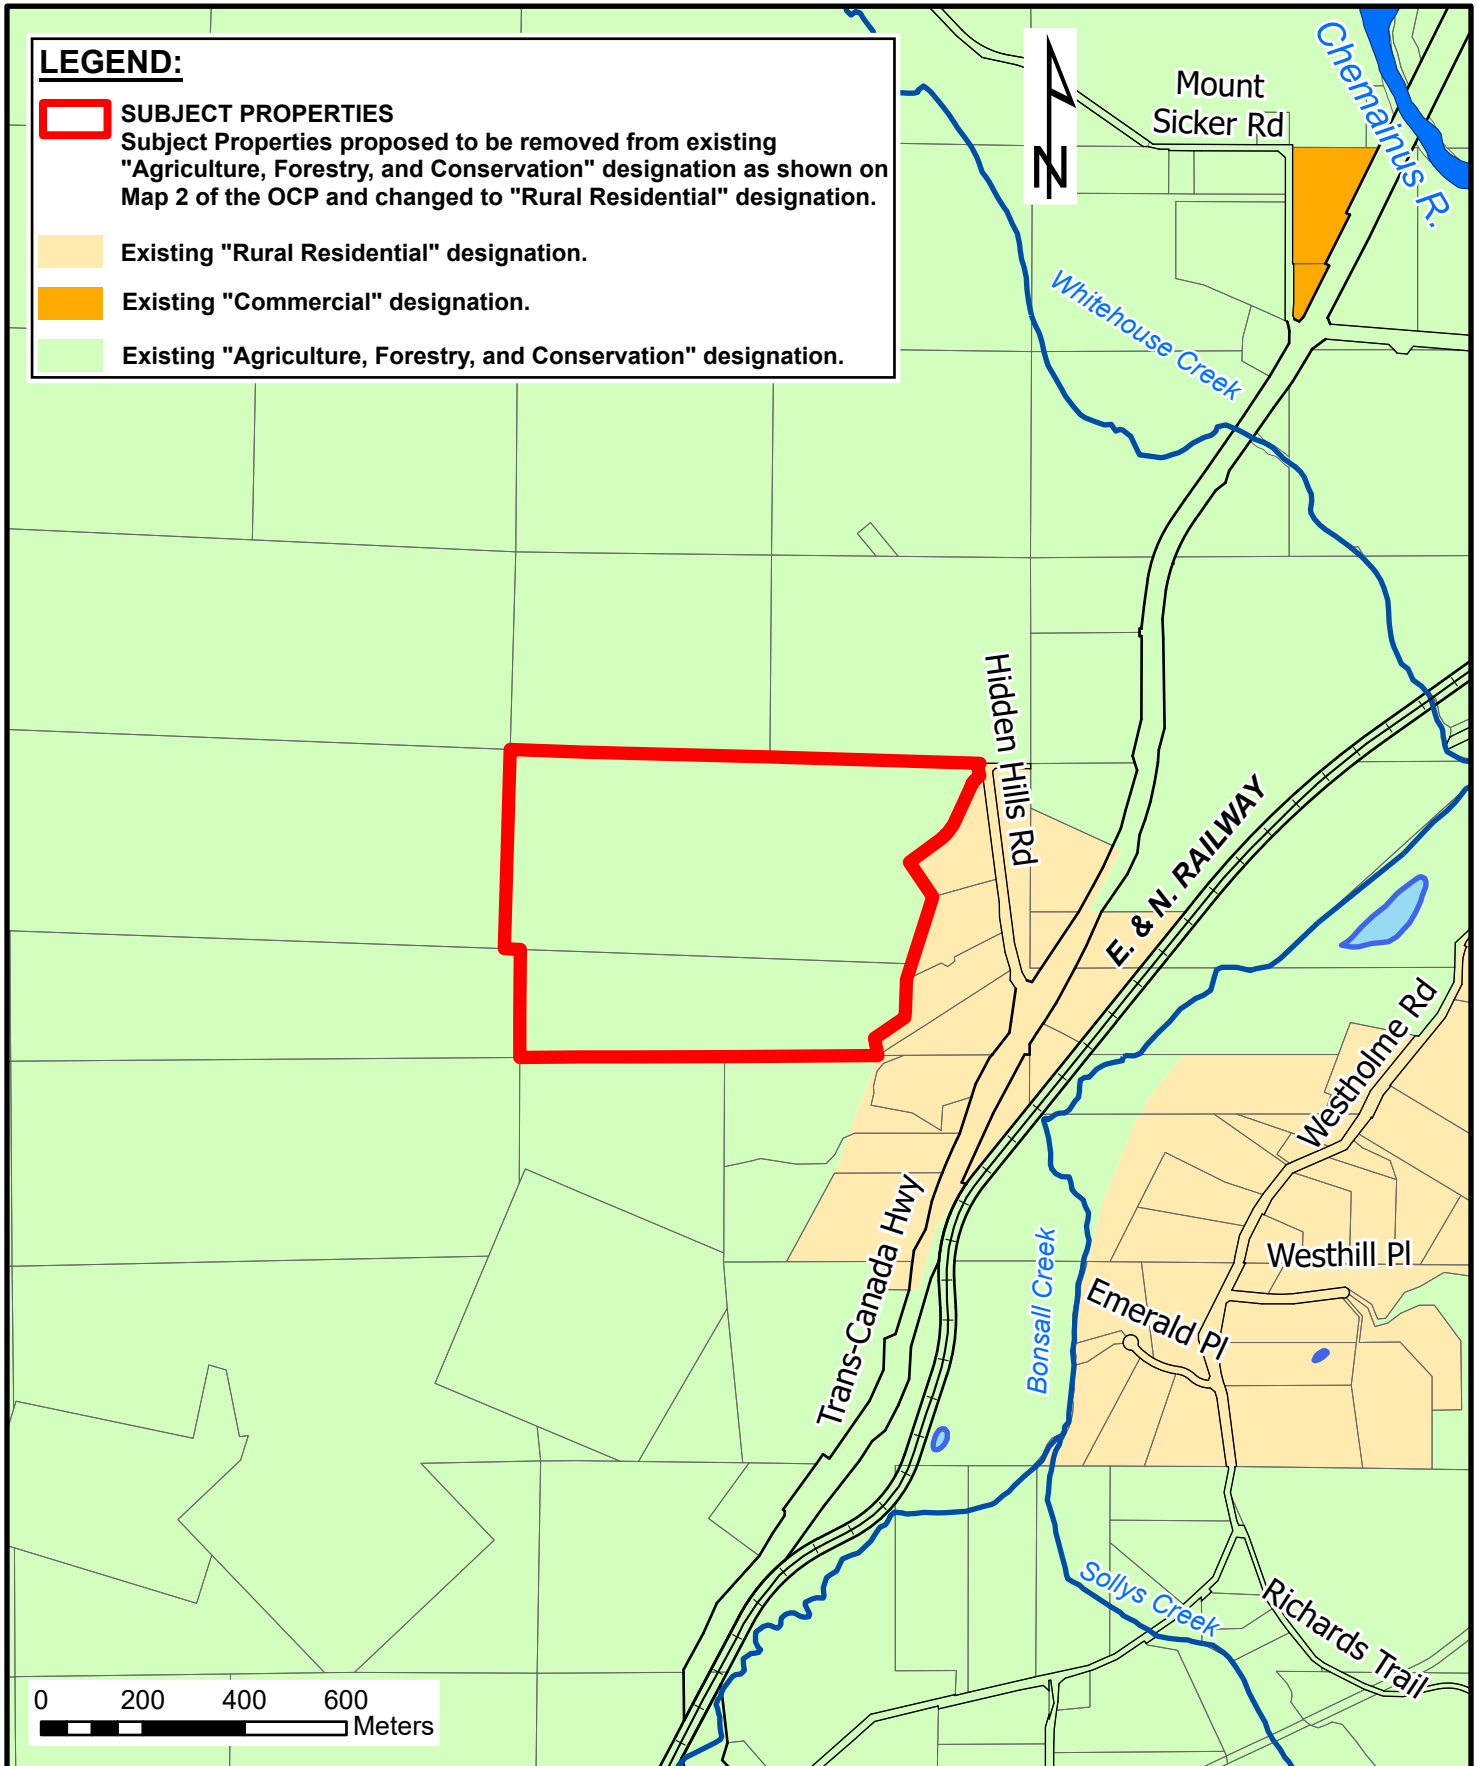 LEGEND:
SUBJECT PROPERTIES
Subject Properties proposed to be removed from existing
"Agriculture, Forestry, and Conservation" designation as shown on
Map 2 of the OCP and changed to "Rural Residential" designation.
Existing "Rural Residential" designation.
Existing "Commercial" designation.
Existing "Agriculture, Forestry, and Conservation" designation.
N
Mount
Sicker Rd
Chemainus R.
Whitehouse Creek
Hidden Hills Rd
E. & N. RAILWAY
Westholme Rd
Trans-Canada Hwy
Bonsall Creek
Westhill Pl
Emerald Pl
Sollys Creek
Richards Trail
0 200 400 600
Meters